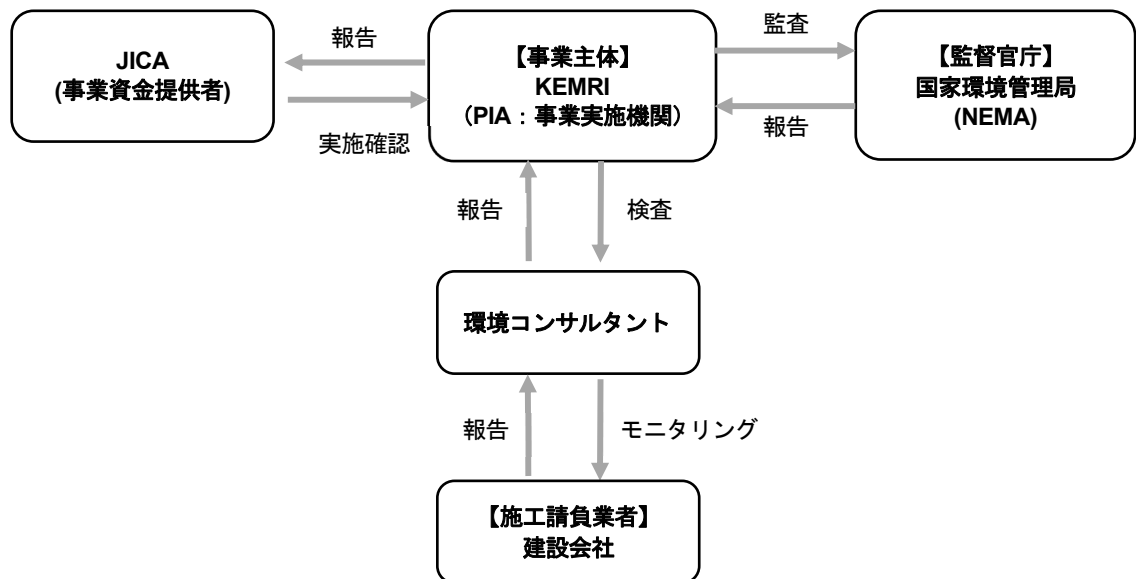 JICA
(事業資金提供者)
報告
実施確認
【事業主体】
KEMRI
（PIA：事業実施機関）
監査
報告
【監督官庁】
国家環境管理局
(NEMA)
報告
検査
環境コンサルタント
報告
モニタリング
【施工請負業者】
建設会社